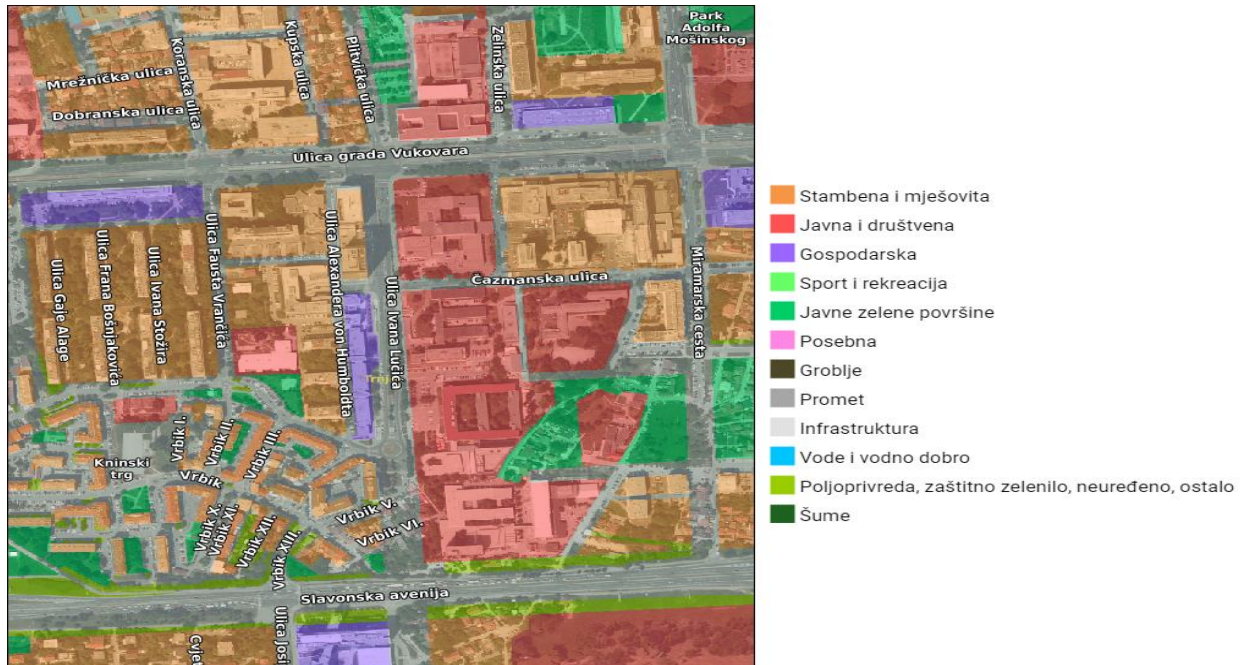 Park
Adolfa
Mošinskog
Mrežnička ulica
Koranska ulica
Kupska ulica
Plitvička ulica
Zelinska ulica
Dobranska ulica
Ulica grada Vukovara
Ulica Gaje Alage
Ulica Frana Bošnjakovića
Ulica Ivana Stožira
Ulica Fausta Vrančića
Ulica Alexandera von Humboldta
Ulica Ivana Lučića
Čazmanska ulica
Miramarska cesta
Trnje
Kninski
trg
Vrbik I.
Vrbik II.
Vrbik III.
Vrbik
Vrbik V.
Vrbik VI.
Vrbik X.
Vrbik XI.
Vrbik XII.
Vrbik XIII.
Slavonska avenija
Cvjet
Ulica Josi
Stambena i mješovita
Javna i društvena
Gospodarska
Sport i rekreacija
Javne zelene površine
Posebna
Groblje
Promet
Infrastruktura
Vode i vodno dobro
Poljoprivreda, zaštitno zelenilo, neuređeno, ostalo
Šume